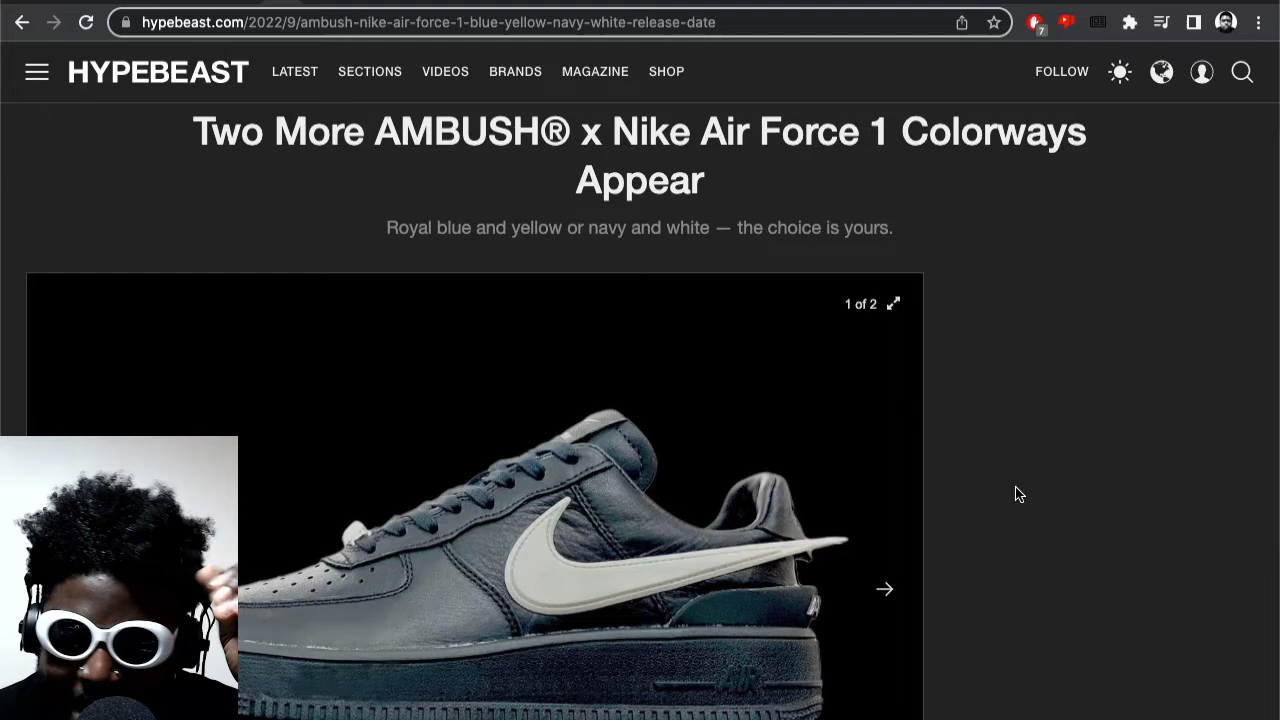 hypebeast.com/2022/9/ambush-nike-air-force-1-blue-yellow-navy-white-release-date
7
HYPEBEAST LATEST SECTIONS VIDEOS BRANDS MAGAZINE SHOP FOLLOW
Two More AMBUSH® x Nike Air Force 1 Colorways
Appear
Royal blue and yellow or navy and white — the choice is yours.
1 of 2
AIR